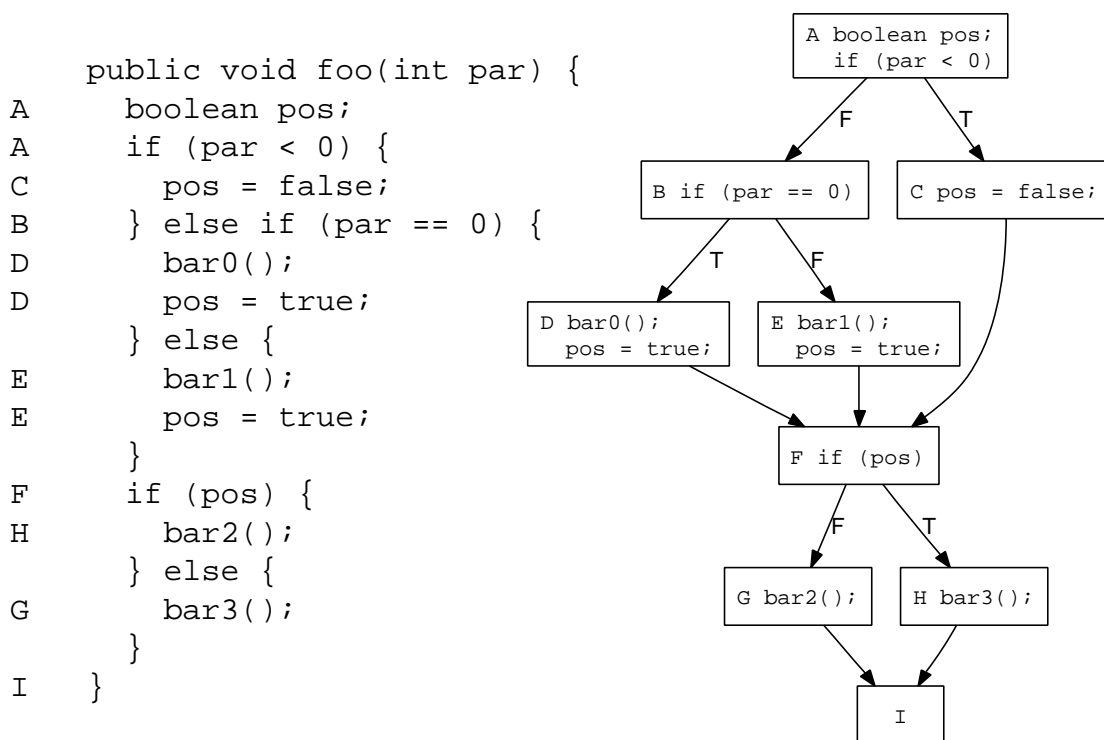 public void foo(int par) {
A boolean pos;
A if (par < 0) {
C pos = false;
B } else if (par == 0) {
D bar0();
D pos = true;
} else {
E bar1();
E pos = true;
}
F if (pos) {
H bar2();
} else {
G bar3();
}
I }
A boolean pos;
if (par < 0)
F
T
B if (par == 0)
C pos = false;
T
F
D bar0();
pos = true;
E bar1();
pos = true;
F if (pos)
F
T
G bar2();
H bar3();
I